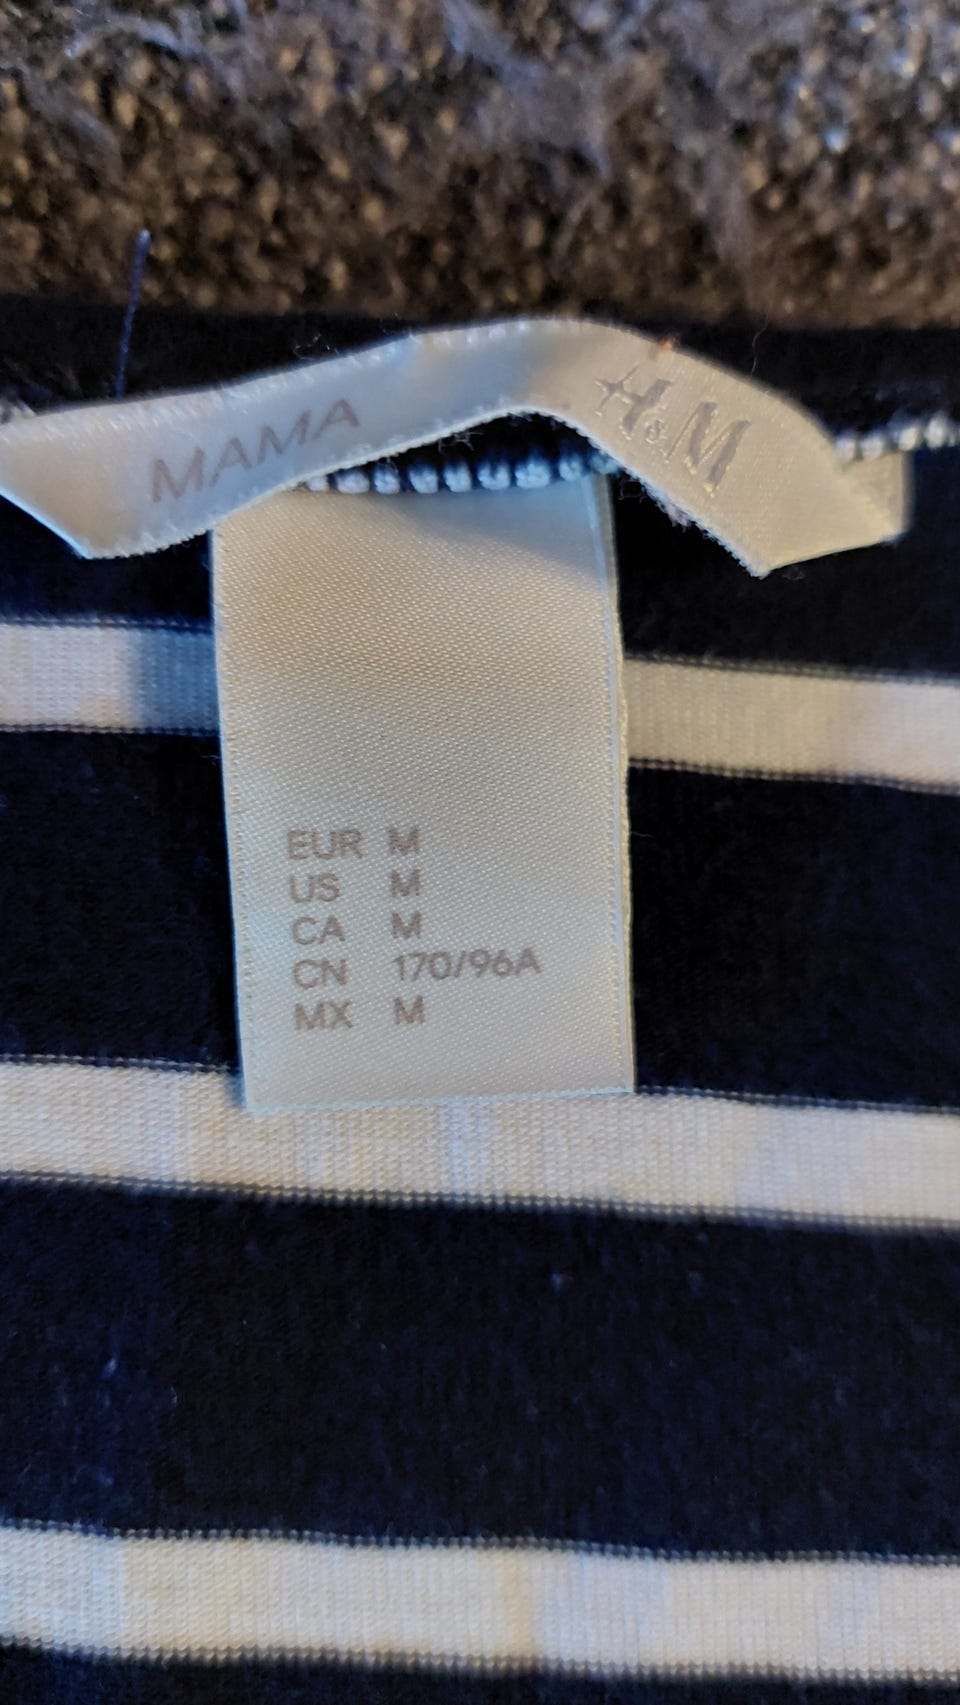 MAMA H&M
EUR M
US M
CA M
CN 170/96A
MX M